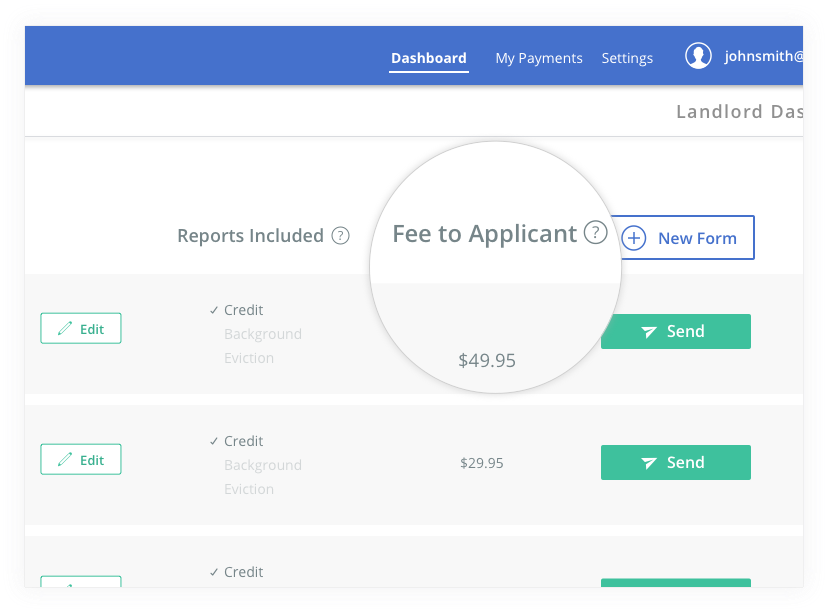 Dashboard My Payments Settings johnsmith@
Landlord Das
Reports Included ? Fee to Applicant ? New Form
Edit ✓ Credit Send
Background
Eviction
$49.95
Edit ✓ Credit Send
Background
$29.95
Eviction
✓ Credit